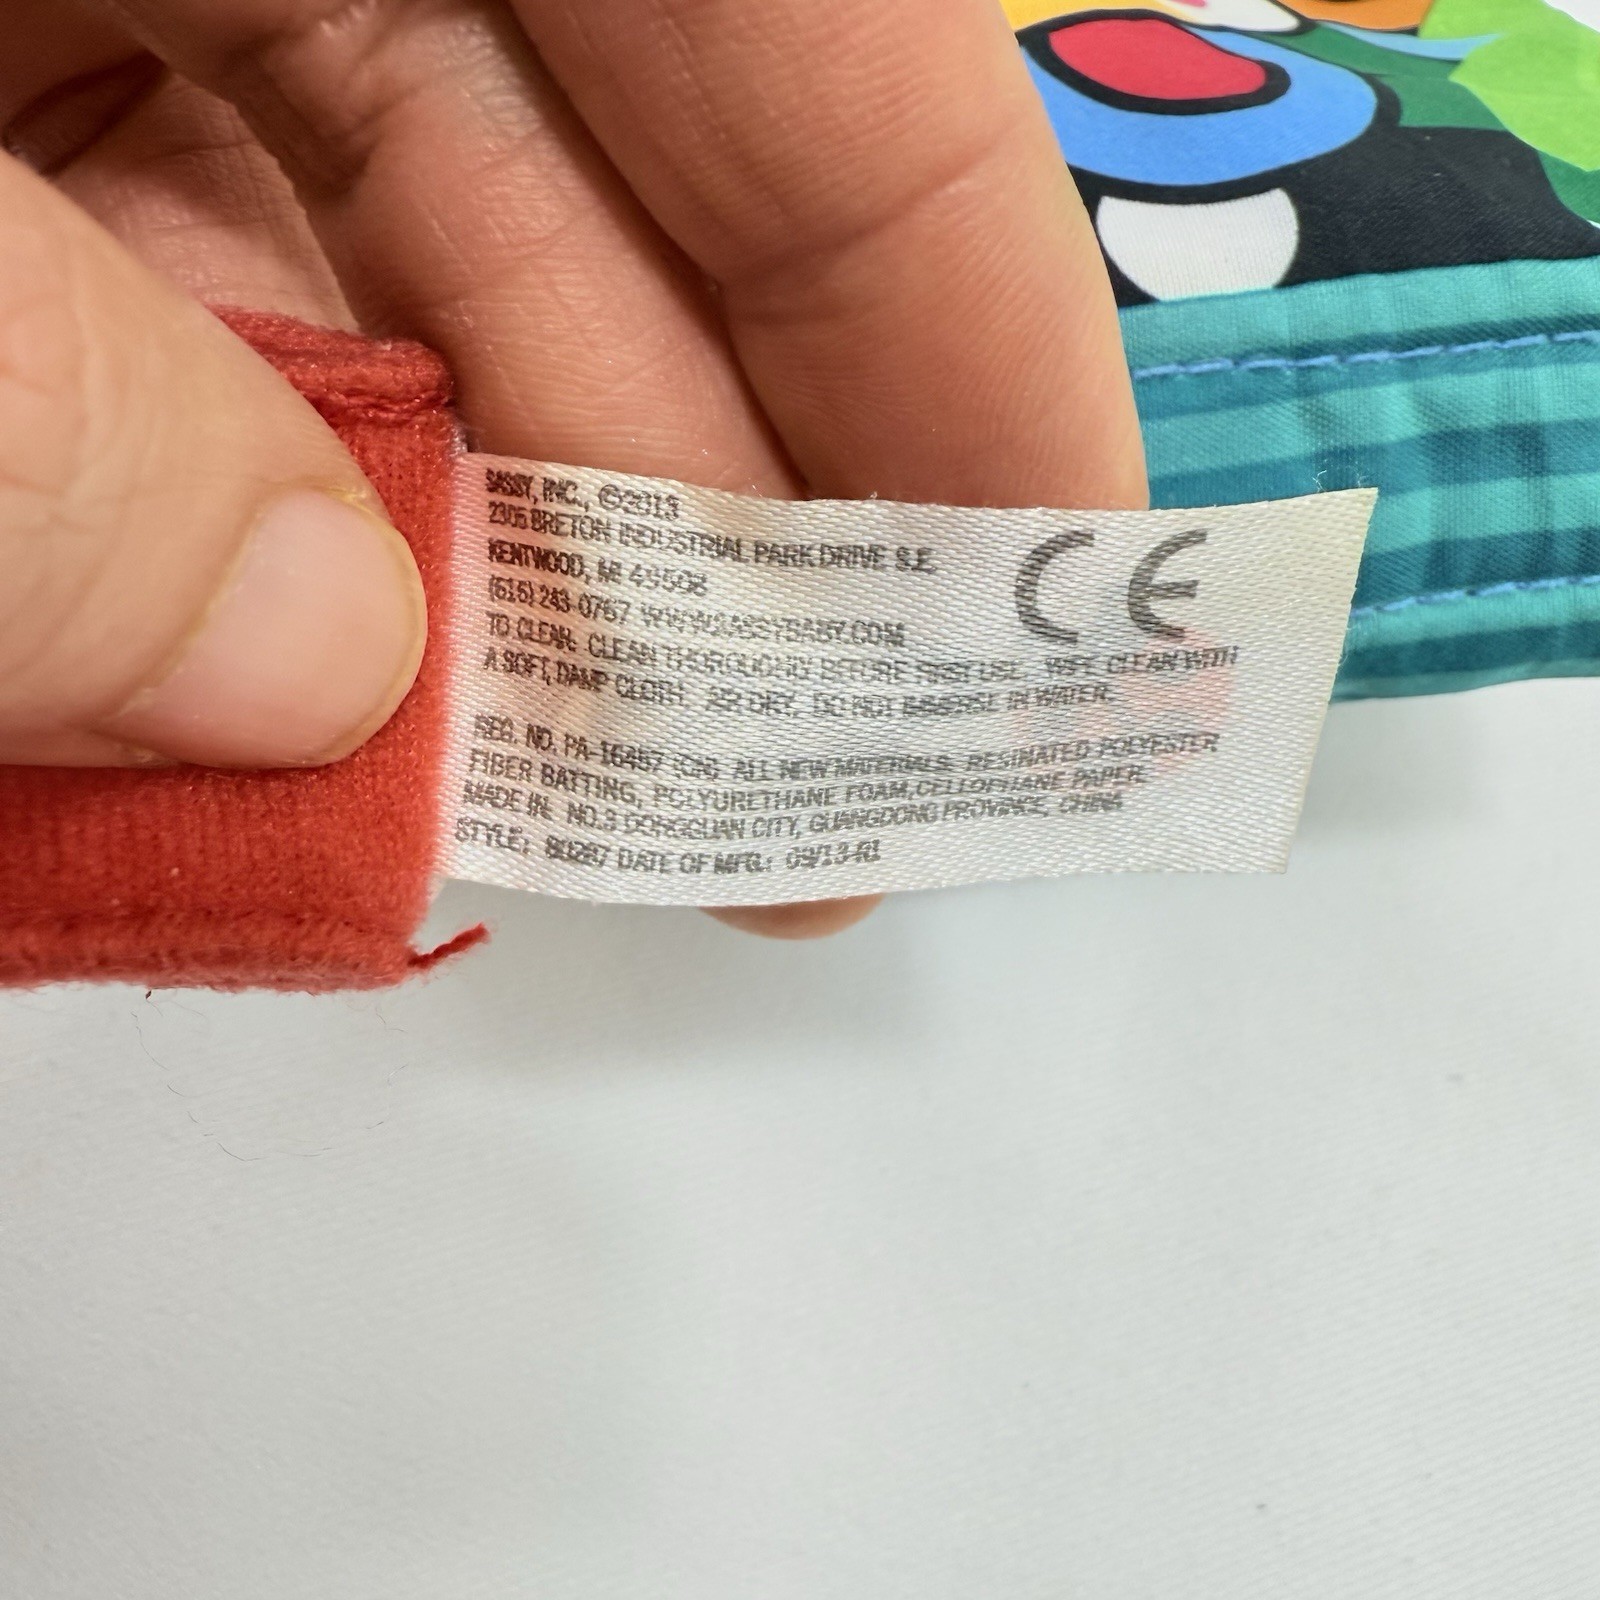 SASSY, INC., ©2013
2305 BRETON INDUSTRIAL PARK DRIVE S.E.
KENTWOOD, MI 49508
(616) 243-0767 WWW.SASSYBABY.COM
TO CLEAN: CLEAN THOROUGHLY BEFORE FIRST USE. WIPE CLEAN WITH
A SOFT, DAMP CLOTH. AIR DRY. DO NOT IMMERSE IN WATER.
CE
REG. NO. PA-16457 (CN) ALL NEW MATERIALS: RESINATED POLYESTER
FIBER BATTING, POLYURETHANE FOAM, CELLOPHANE PAPER.
MADE IN: NO.3 DONGGUAN CITY, GUANGDONG PROVINCE, CHINA
STYLE: 80287 DATE OF MFG.: 09/13-R1